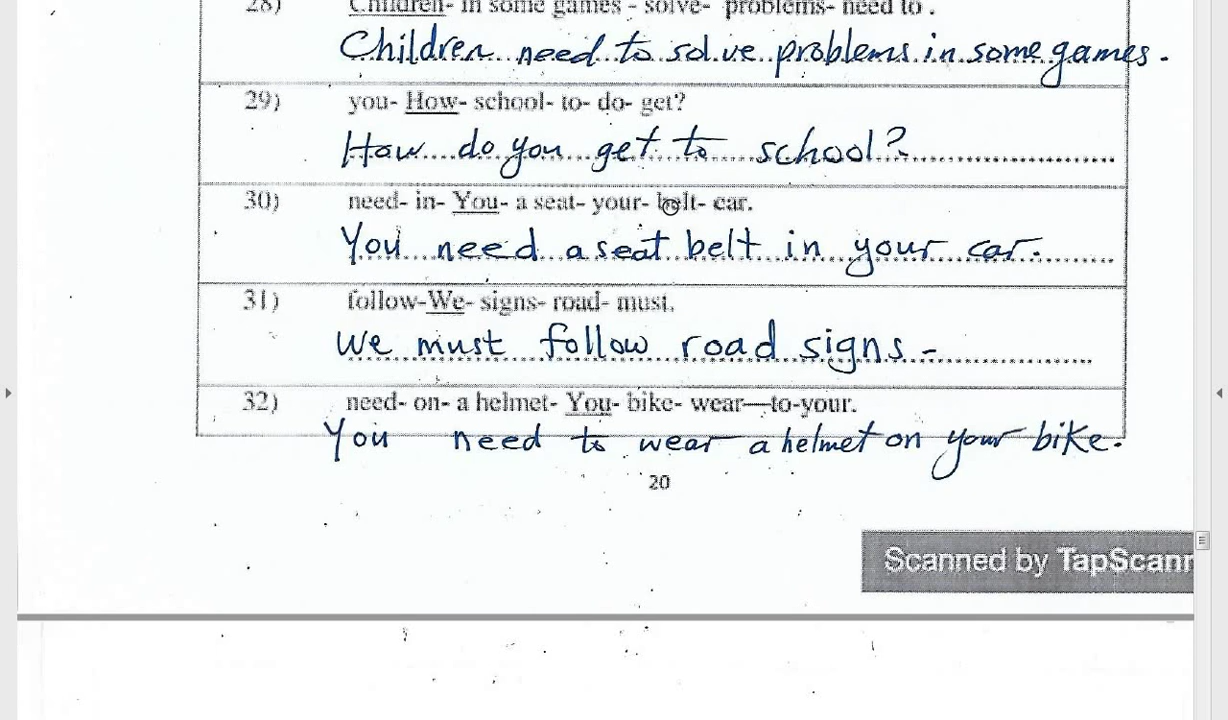 28) Children- in some games - solve- problems- need to .
Children need to solve problems in some games.
29) you- How- school- to- do- get?
How do you get to school?
30) need- in- You- a seat- your- belt- car.
You need a seat belt in your car.
31) follow-We- signs- road- must.
We must follow road signs -
32) need- on- a helmet- You- bike- wear—to-your.
You need to wear a helmet on your bike.
20
Scanned by TapScann